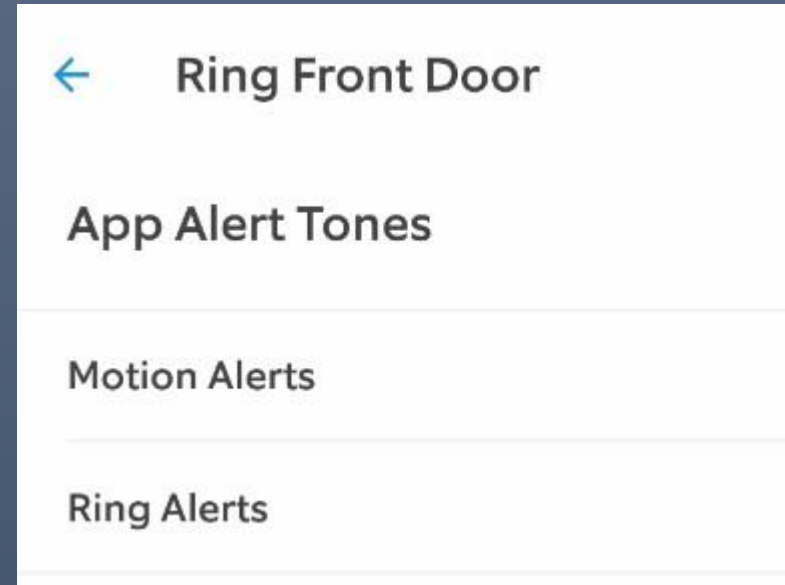 Ring Front Door
App Alert Tones
Motion Alerts
Ring Alerts